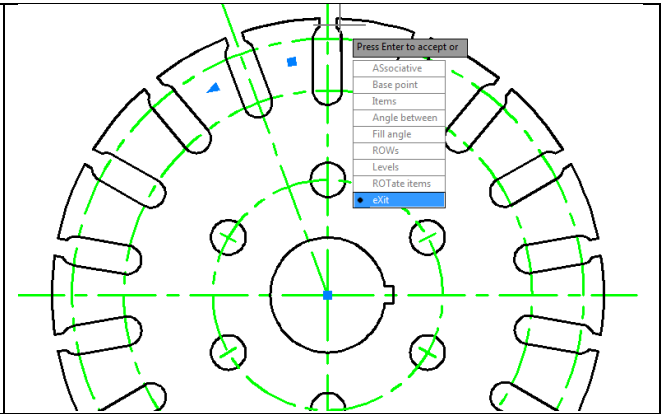 Press Enter to accept or
ASsociative
Base point
Items
Angle between
Fill angle
ROWs
Levels
ROTate items
eXit